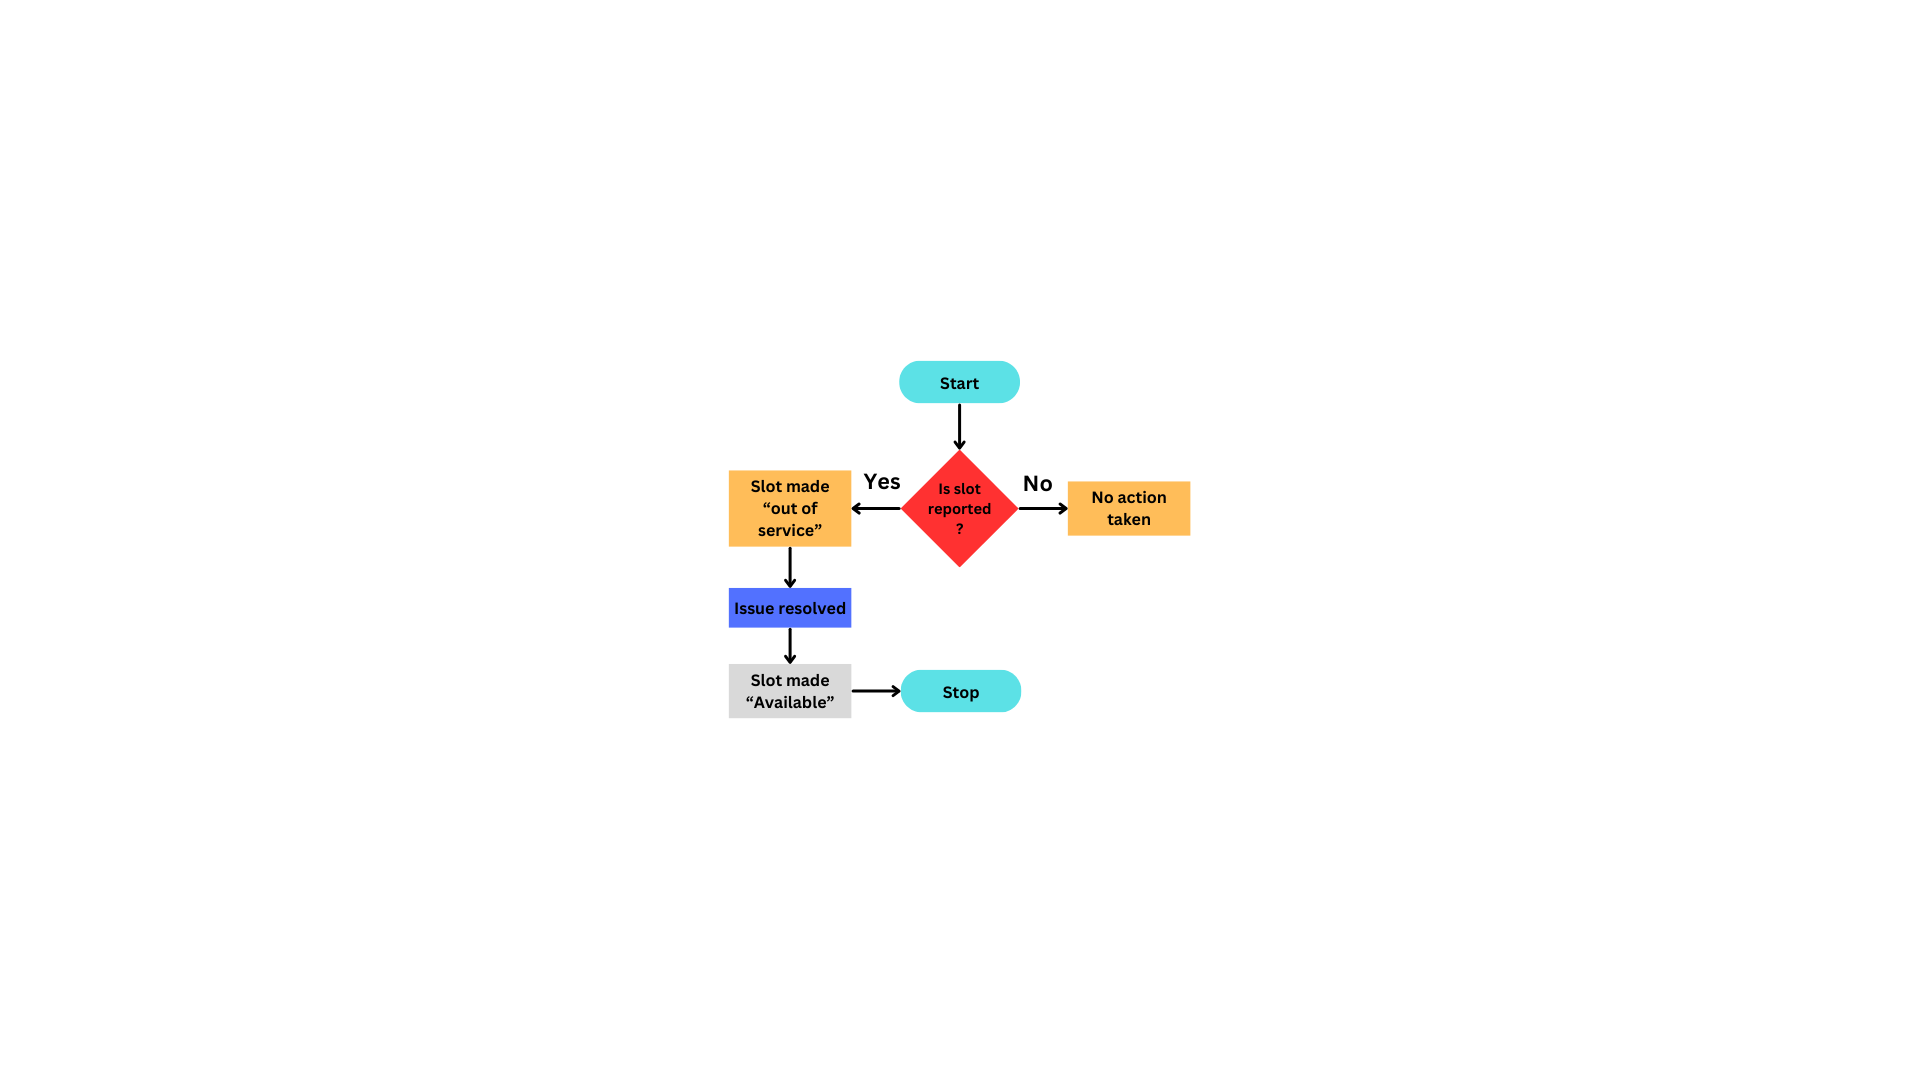 Start
Yes
No
Is slot
reported
?
Slot made
“out of
service”
No action
taken
Issue resolved
Slot made
“Available”
Stop